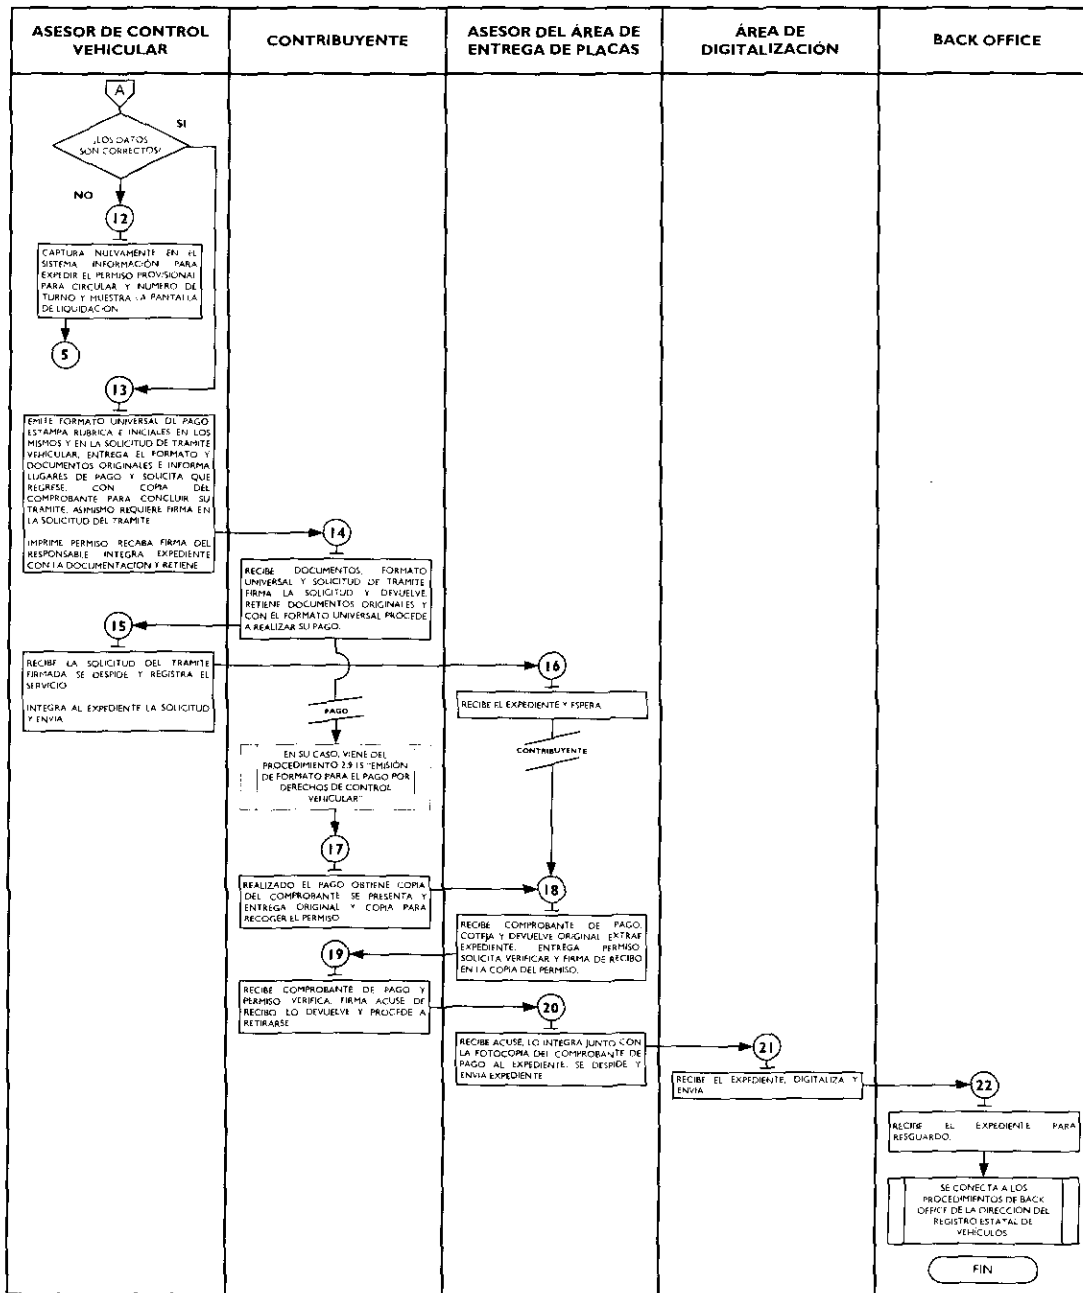 ASESOR DE CONTROL
VEHICULAR
CONTRIBUYENTE
ASESOR DEL ÁREA DE
ENTREGA DE PLACAS
ÁREA DE
DIGITALIZACIÓN
BACK OFFICE
A
¿LOS DATOS
SON CORRECTOS?
SI
NO
12
CAPTURA NUEVAMENTE EN EL
SISTEMA INFORMACIÓN PARA
EXPEDIR EL PERMISO PROVISIONAL
PARA CIRCULAR Y NUMERO DE
TURNO Y MUESTRA LA PANTALLA
DE LIQUIDACION
5
13
EMITE FORMATO UNIVERSAL DE PAGO
ESTAMPA RUBRICA E INICIALES EN LOS
MISMOS Y EN LA SOLICITUD DE TRAMITE
VEHICULAR, ENTREGA EL FORMATO Y
DOCUMENTOS ORIGINALES E INFORMA
LUGARES DE PAGO Y SOLICITA QUE
REGRESE, CON COPIA DEL
COMPROBANTE PARA CONCLUIR SU
TRAMITE, ASIMISMO REQUIERE FIRMA EN
LA SOLICITUD DEL TRAMITE
IMPRIME PERMISO RECABA FIRMA DEL
RESPONSABLE INTEGRA EXPEDIENTE
CON LA DOCUMENTACION Y RETIENE
14
RECIBE DOCUMENTOS, FORMATO
UNIVERSAL Y SOLICITUD DE TRAMITE
FIRMA LA SOLICITUD Y DEVUELVE,
RETIENE DOCUMENTOS ORIGINALES Y
CON EL FORMATO UNIVERSAL PROCEDE
A REALIZAR SU PAGO.
15
RECIBE LA SOLICITUD DEL TRAMITE
FIRMADA SE DESPIDE Y REGISTRA EL
SERVICIO
INTEGRA AL EXPEDIENTE LA SOLICITUD
Y ENVIA
16
RECIBE EL EXPEDIENTE Y ESPERA
PAGO
CONTRIBUYENTE
EN SU CASO, VIENE DEL
PROCEDIMIENTO 2.9 15 "EMISIÓN
DE FORMATO PARA EL PAGO POR
DERECHOS DE CONTROL
VEHICULAR"
17
REALIZADO EL PAGO OBTIENE COPIA
DEL COMPROBANTE SE PRESENTA Y
ENTREGA ORIGINAL Y COPIA PARA
RECOGER EL PERMISO
18
RECIBE COMPROBANTE DE PAGO,
COTEJA Y DEVUELVE ORIGINAL EXTRAE
EXPEDIENTE, ENTREGA PERMISO
SOLICITA VERIFICAR Y FIRMA DE RECIBO
EN LA COPIA DEL PERMISO.
19
RECIBE COMPROBANTE DE PAGO Y
PERMISO VERIFICA, FIRMA ACUSE DE
RECIBO LO DEVUELVE Y PROCEDE A
RETIRARSE
20
RECIBE ACUSE, LO INTEGRA JUNTO CON
LA FOTOCOPIA DEL COMPROBANTE DE
PAGO AL EXPEDIENTE, SE DESPIDE Y
ENVIA EXPEDIENTE
21
RECIBE EL EXPEDIENTE, DIGITALIZA Y
ENVIA
22
RECIBE EL EXPEDIENTE PARA
RESGUARDO.
SE CONECTA A LOS
PROCEDIMIENTOS DE BACK
OFFICE DE LA DIRECCION DEL
REGISTRO ESTATAL DE
VEHÍCULOS
FIN